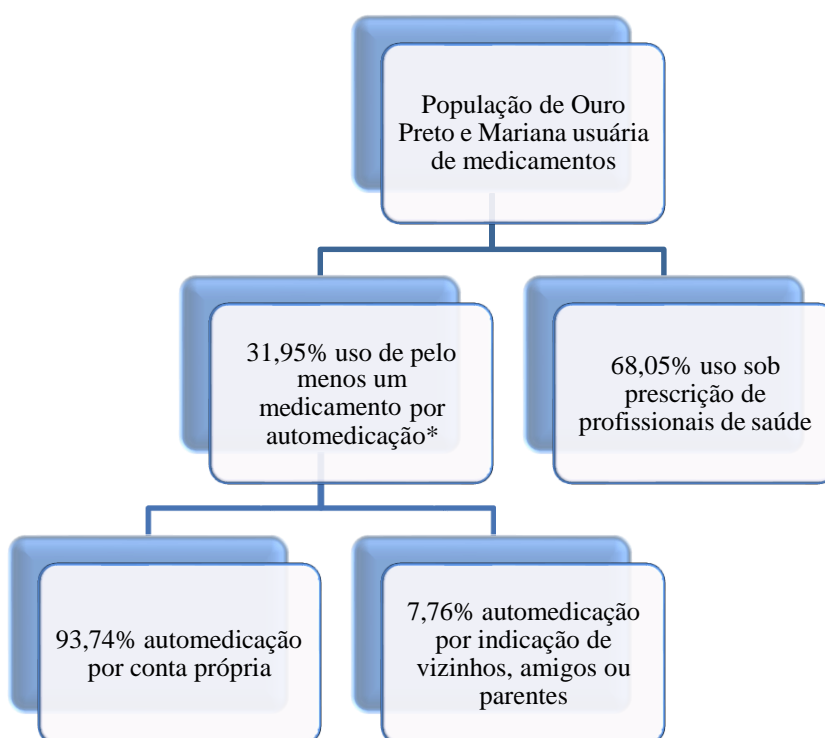 População de Ouro
Preto e Mariana usuária
de medicamentos
31,95% uso de pelo
menos um
medicamento por
automedicação*
68,05% uso sob
prescrição de
profissionais de saúde
93,74% automedicação
por conta própria
7,76% automedicação
por indicação de
vizinhos, amigos ou
parentes